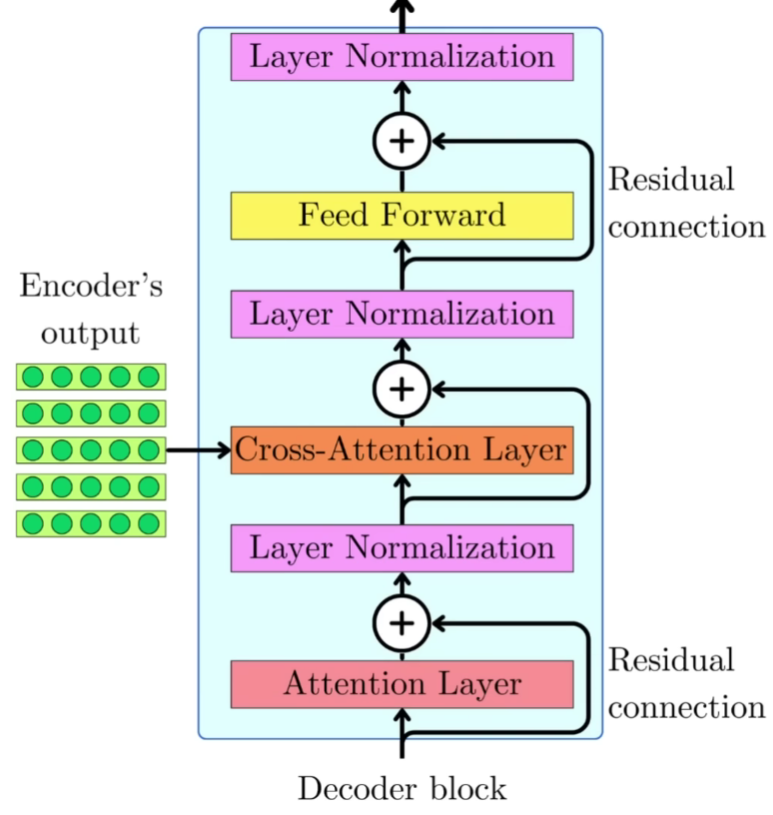 Layer Normalization
+
Residual
connection
Feed Forward
Encoder's
output
Layer Normalization
+
Cross-Attention Layer
Layer Normalization
+
Residual
connection
Attention Layer
Decoder block